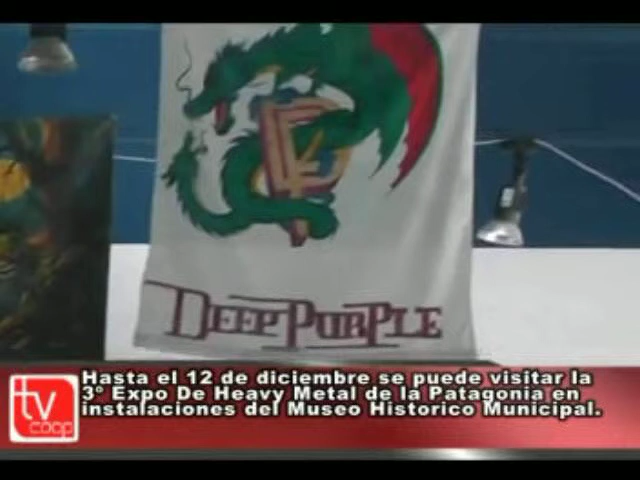 DEEP PURPLE
Hasta el 12 de diciembre se puede visitar la
3º Expo De Heavy Metal de la Patagonia en
instalaciones del Museo Historico Municipal.
tv
coop